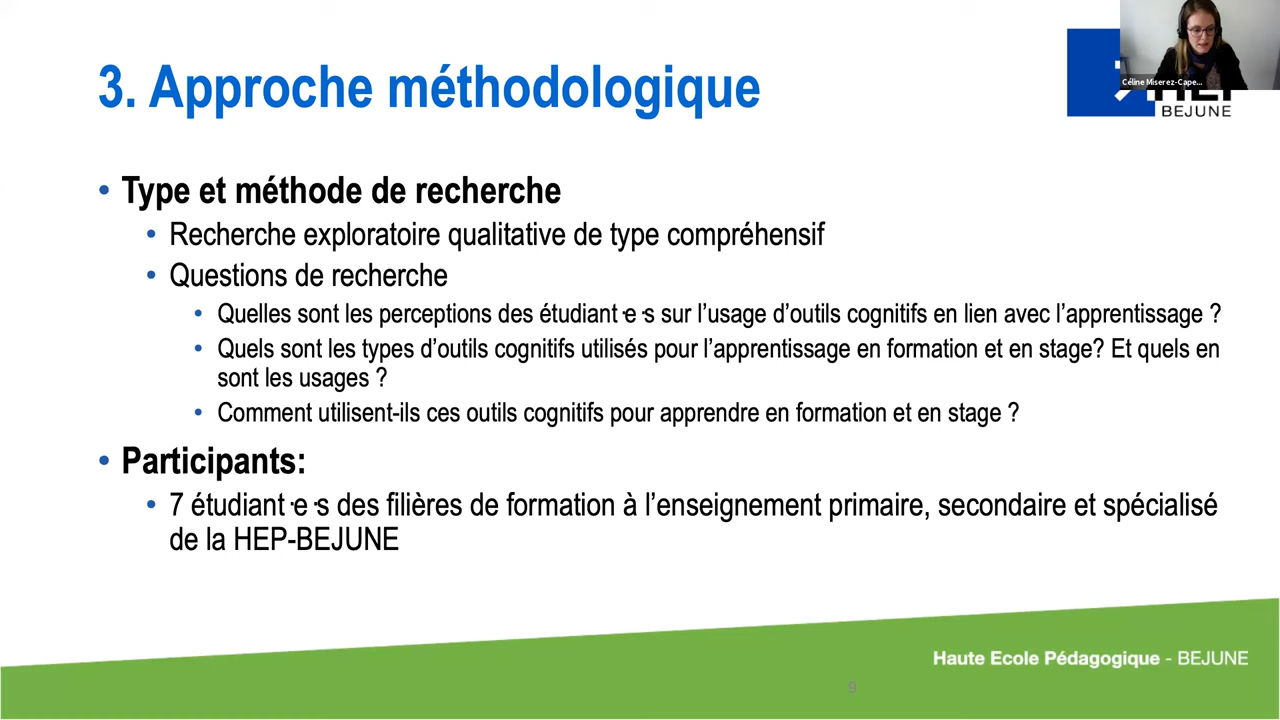 3. Approche méthodologique
Céline Miserez-Cape...
BEJUNE
• Type et méthode de recherche
• Recherche exploratoire qualitative de type compréhensif
• Questions de recherche
• Quelles sont les perceptions des étudiant·e·s sur l’usage d’outils cognitifs en lien avec l’apprentissage ?
• Quels sont les types d’outils cognitifs utilisés pour l’apprentissage en formation et en stage? Et quels en
sont les usages ?
• Comment utilisent-ils ces outils cognitifs pour apprendre en formation et en stage ?
• Participants:
• 7 étudiant·e·s des filières de formation à l’enseignement primaire, secondaire et spécialisé
de la HEP-BEJUNE
Haute Ecole Pédagogique - BEJUNE
9